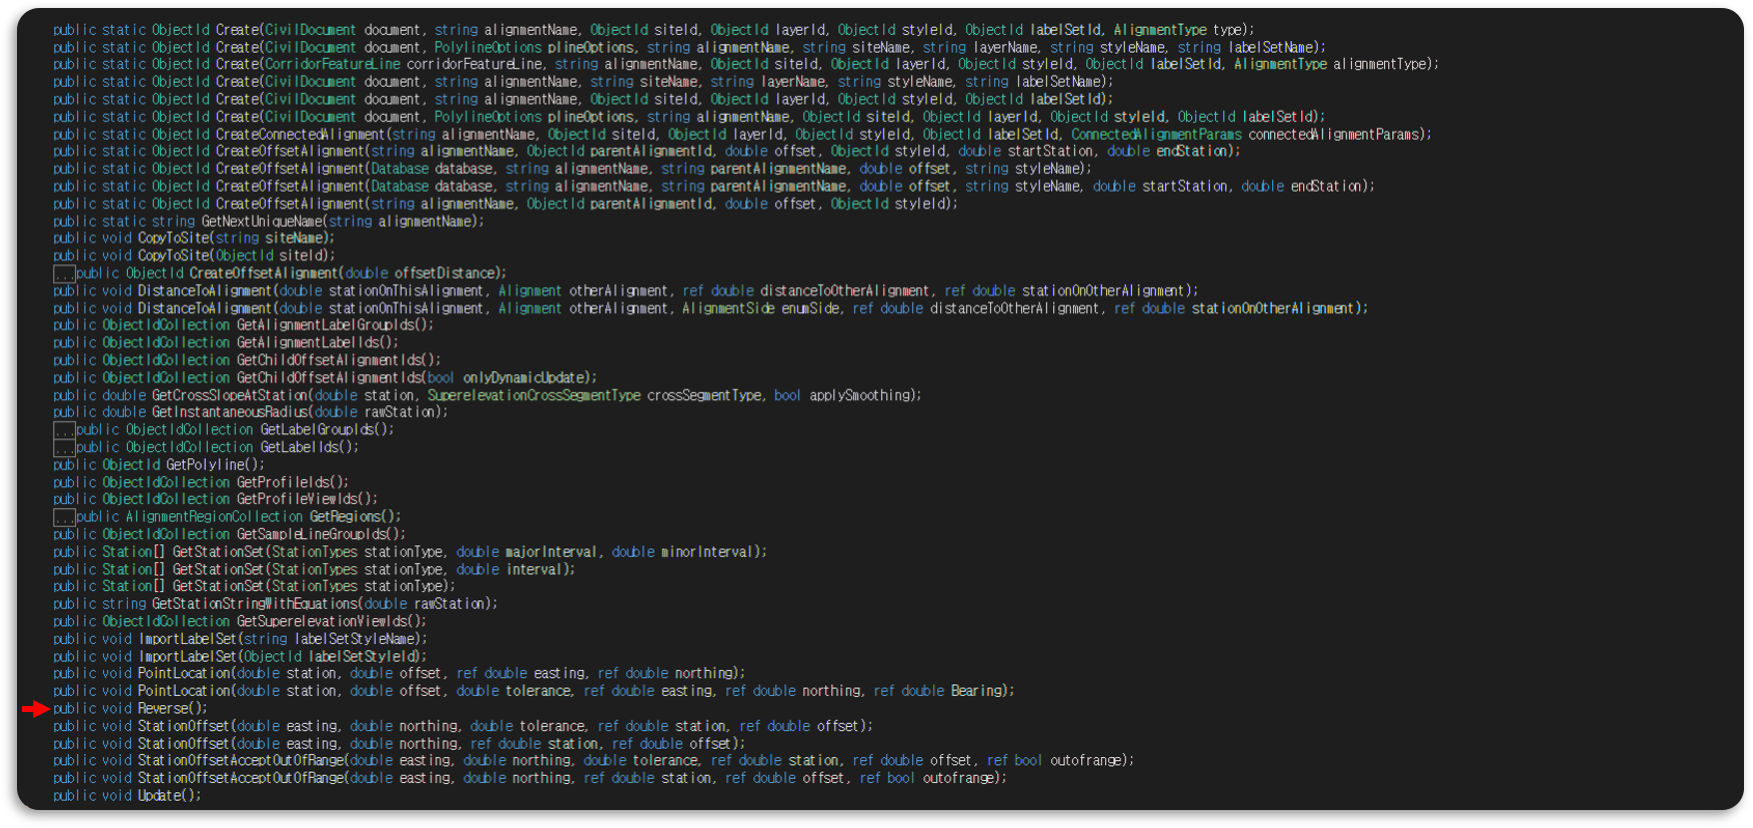 public static ObjectId Create(CivilDocument document, string alignmentName, ObjectId siteId, ObjectId layerId, ObjectId styleId, ObjectId labelSetId, AlignmentType type);
public static ObjectId Create(CivilDocument document, PolylineOptions plineOptions, string alignmentName, string siteName, string layerName, string styleName, string labelSetName);
public static ObjectId Create(CorridorFeatureLine corridorFeatureLine, string alignmentName, ObjectId siteId, ObjectId layerId, ObjectId styleId, ObjectId labelSetId, AlignmentType alignmentType);
public static ObjectId Create(CivilDocument document, string alignmentName, string siteName, string layerName, string styleName, string labelSetName);
public static ObjectId Create(CivilDocument document, string alignmentName, ObjectId siteId, ObjectId layerId, ObjectId styleId, ObjectId labelSetId);
public static ObjectId Create(CivilDocument document, PolylineOptions plineOptions, string alignmentName, ObjectId siteId, ObjectId layerId, ObjectId styleId, ObjectId labelSetId);
public static ObjectId CreateConnectedAlignment(string alignmentName, ObjectId siteId, ObjectId layerId, ObjectId styleId, ObjectId labelSetId, ConnectedAlignmentParams connectedAlignmentParams);
public static ObjectId CreateOffsetAlignment(string alignmentName, ObjectId parentAlignmentId, double offset, ObjectId styleId, double startStation, double endStation);
public static ObjectId CreateOffsetAlignment(Database database, string alignmentName, string parentAlignmentName, double offset, string styleName);
public static ObjectId CreateOffsetAlignment(Database database, string alignmentName, string parentAlignmentName, double offset, string styleName, double startStation, double endStation);
public static ObjectId CreateOffsetAlignment(string alignmentName, ObjectId parentAlignmentId, double offset, ObjectId styleId);
public static string GetNextUniqueName(string alignmentName);
public void CopyToSite(string siteName);
public void CopyToSite(ObjectId siteId);
...public ObjectId CreateOffsetAlignment(double offsetDistance);
public void DistanceToAlignment(double stationOnThisAlignment, Alignment otherAlignment, ref double distanceToOtherAlignment, ref double stationOnOtherAlignment);
public void DistanceToAlignment(double stationOnThisAlignment, Alignment otherAlignment, AlignmentSide enumSide, ref double distanceToOtherAlignment, ref double stationOnOtherAlignment);
public ObjectIdCollection GetAlignmentLabelGroupIds();
public ObjectIdCollection GetAlignmentLabelIds();
public ObjectIdCollection GetChildOffsetAlignmentIds();
public ObjectIdCollection GetChildOffsetAlignmentIds(bool onlyDynamicUpdate);
public double GetCrossSlopeAtStation(double station, SuperelevationCrossSegmentType crossSegmentType, bool applySmoothing);
public double GetInstantaneousRadius(double rawStation);
...public ObjectIdCollection GetLabelGroupIds();
...public ObjectIdCollection GetLabelIds();
public ObjectId GetPolyline();
public ObjectIdCollection GetProfileIds();
public ObjectIdCollection GetProfileViewIds();
...public AlignmentRegionCollection GetRegions();
public ObjectIdCollection GetSampleLineGroupIds();
public Station[] GetStationSet(StationTypes stationType, double majorInterval, double minorInterval);
public Station[] GetStationSet(StationTypes stationType, double interval);
public Station[] GetStationSet(StationTypes stationType);
public string GetStationStringWithEquations(double rawStation);
public ObjectIdCollection GetSuperelevationViewIds();
public void ImportLabelSet(string labelSetStyleName);
public void ImportLabelSet(ObjectId labelSetStyleId);
public void PointLocation(double station, double offset, ref double easting, ref double northing);
public void PointLocation(double station, double offset, double tolerance, ref double easting, ref double northing, ref double Bearing);
public void Reverse();
public void StationOffset(double easting, double northing, double tolerance, ref double station, ref double offset);
public void StationOffset(double easting, double northing, ref double station, ref double offset);
public void StationOffsetAcceptOutOfRange(double easting, double northing, double tolerance, ref double station, ref double offset, ref bool outofrange);
public void StationOffsetAcceptOutOfRange(double easting, double northing, ref double station, ref double offset, ref bool outofrange);
public void Update();